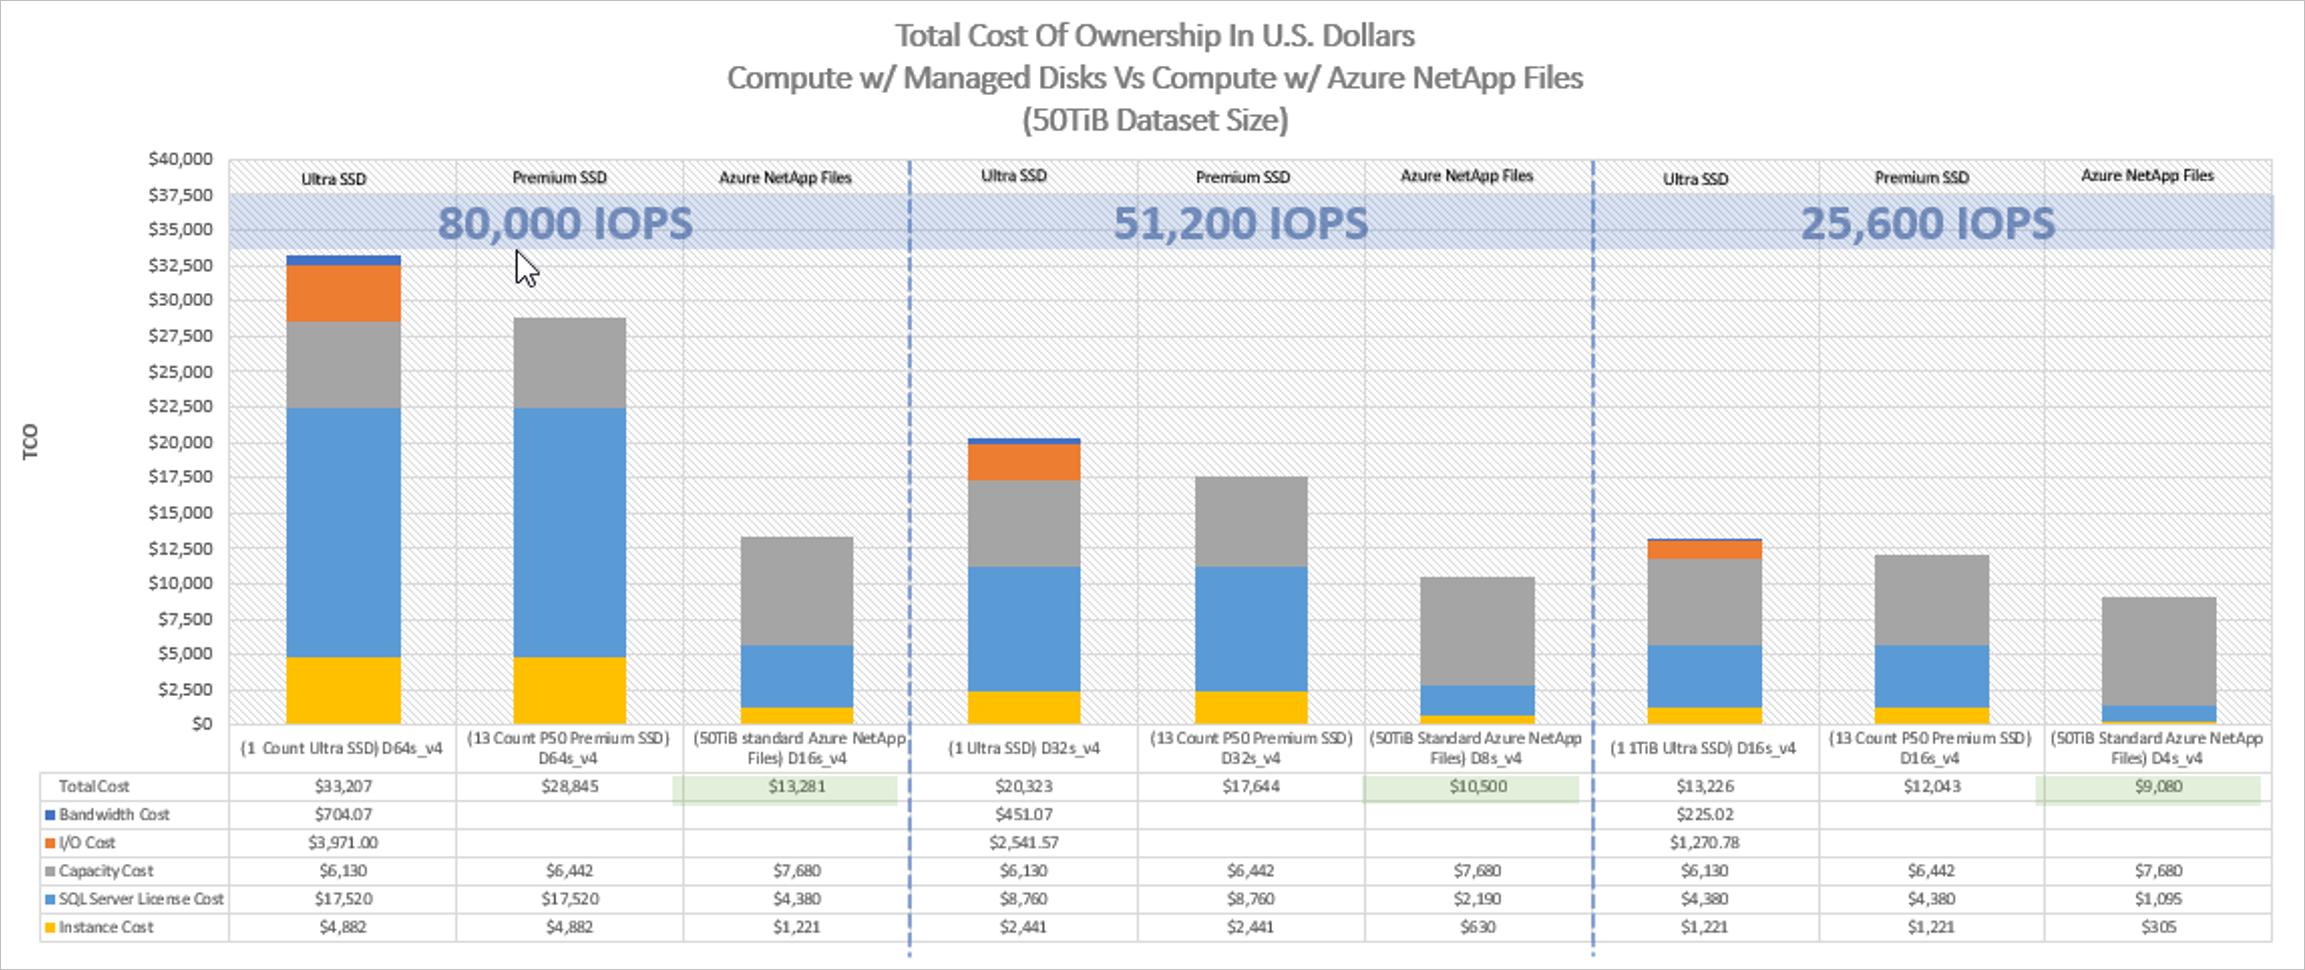 Total Cost Of Ownership In U.S. Dollars
Compute w/ Managed Disks Vs Compute w/ Azure NetApp Files
(50TiB Dataset Size)
TCO
$40,000
$37,500
$35,000
$32,500
$30,000
$27,500
$25,000
$22,500
$20,000
$17,500
$15,000
$12,500
$10,000
$7,500
$5,000
$2,500
$0
Ultra SSD Premium SSD Azure NetApp Files Ultra SSD Premium SSD Azure NetApp Files Ultra SSD Premium SSD Azure NetApp Files
80,000 IOPS 51,200 IOPS 25,600 IOPS
(1 Count Ultra SSD) D64s_v4
(13 Count P50 Premium SSD)
D64s_v4
(50TiB standard Azure NetApp
Files) D16s_v4
(1 Ultra SSD) D32s_v4
(13 Count P50 Premium SSD)
D32s_v4
(50TiB Standard Azure NetApp
Files) D8s_v4
(1 1TiB Ultra SSD) D16s_v4
(13 Count P50 Premium SSD)
D16s_v4
(50TiB Standard Azure NetApp
Files) D4s_v4
Total Cost $33,207 $28,845 $13,281 $20,323 $17,644 $10,500 $13,226 $12,043 $9,080
Bandwidth Cost $704.07 $451.07 $225.02
I/O Cost $3,971.00 $2,541.57 $1,270.78
Capacity Cost $6,130 $6,442 $7,680 $6,130 $6,442 $7,680 $6,130 $6,442 $7,680
SQL Server License Cost $17,520 $17,520 $4,380 $8,760 $8,760 $2,190 $4,380 $4,380 $1,095
Instance Cost $4,882 $4,882 $1,221 $2,441 $2,441 $630 $1,221 $1,221 $305